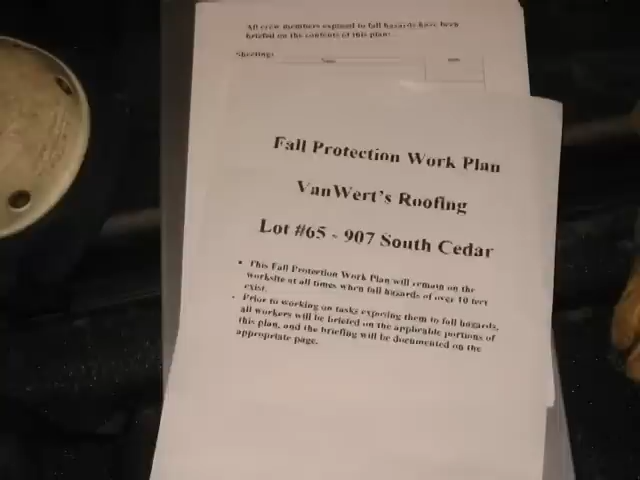 All crew members exposed to fall hazards have been
briefed on the contents of this plan:
Sheeting:
Name
Fall Protection Work Plan
VanWert's Roofing
Lot #65 - 907 South Cedar
• This Fall Protection Work Plan will remain on the
worksite at all times when fall hazards of over 10 feet
exist.
• Prior to working on tasks exposing them to fall hazards,
all workers will be briefed on the applicable portions of
this plan, and the briefing will be documented on the
appropriate page.